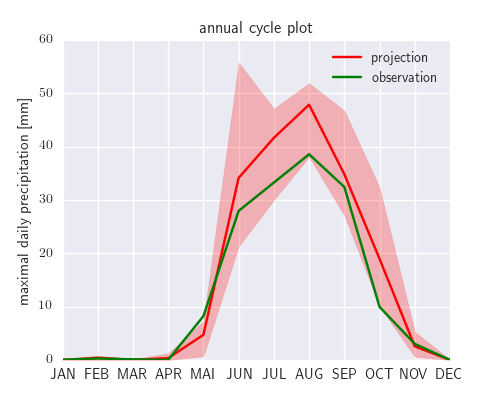 annual cycle plot
projection
observation
maximal daily precipitation [mm]
60
50
40
30
20
10
0
JAN FEB MAR APR MAI JUN JUL AUG SEP OCT NOV DEC